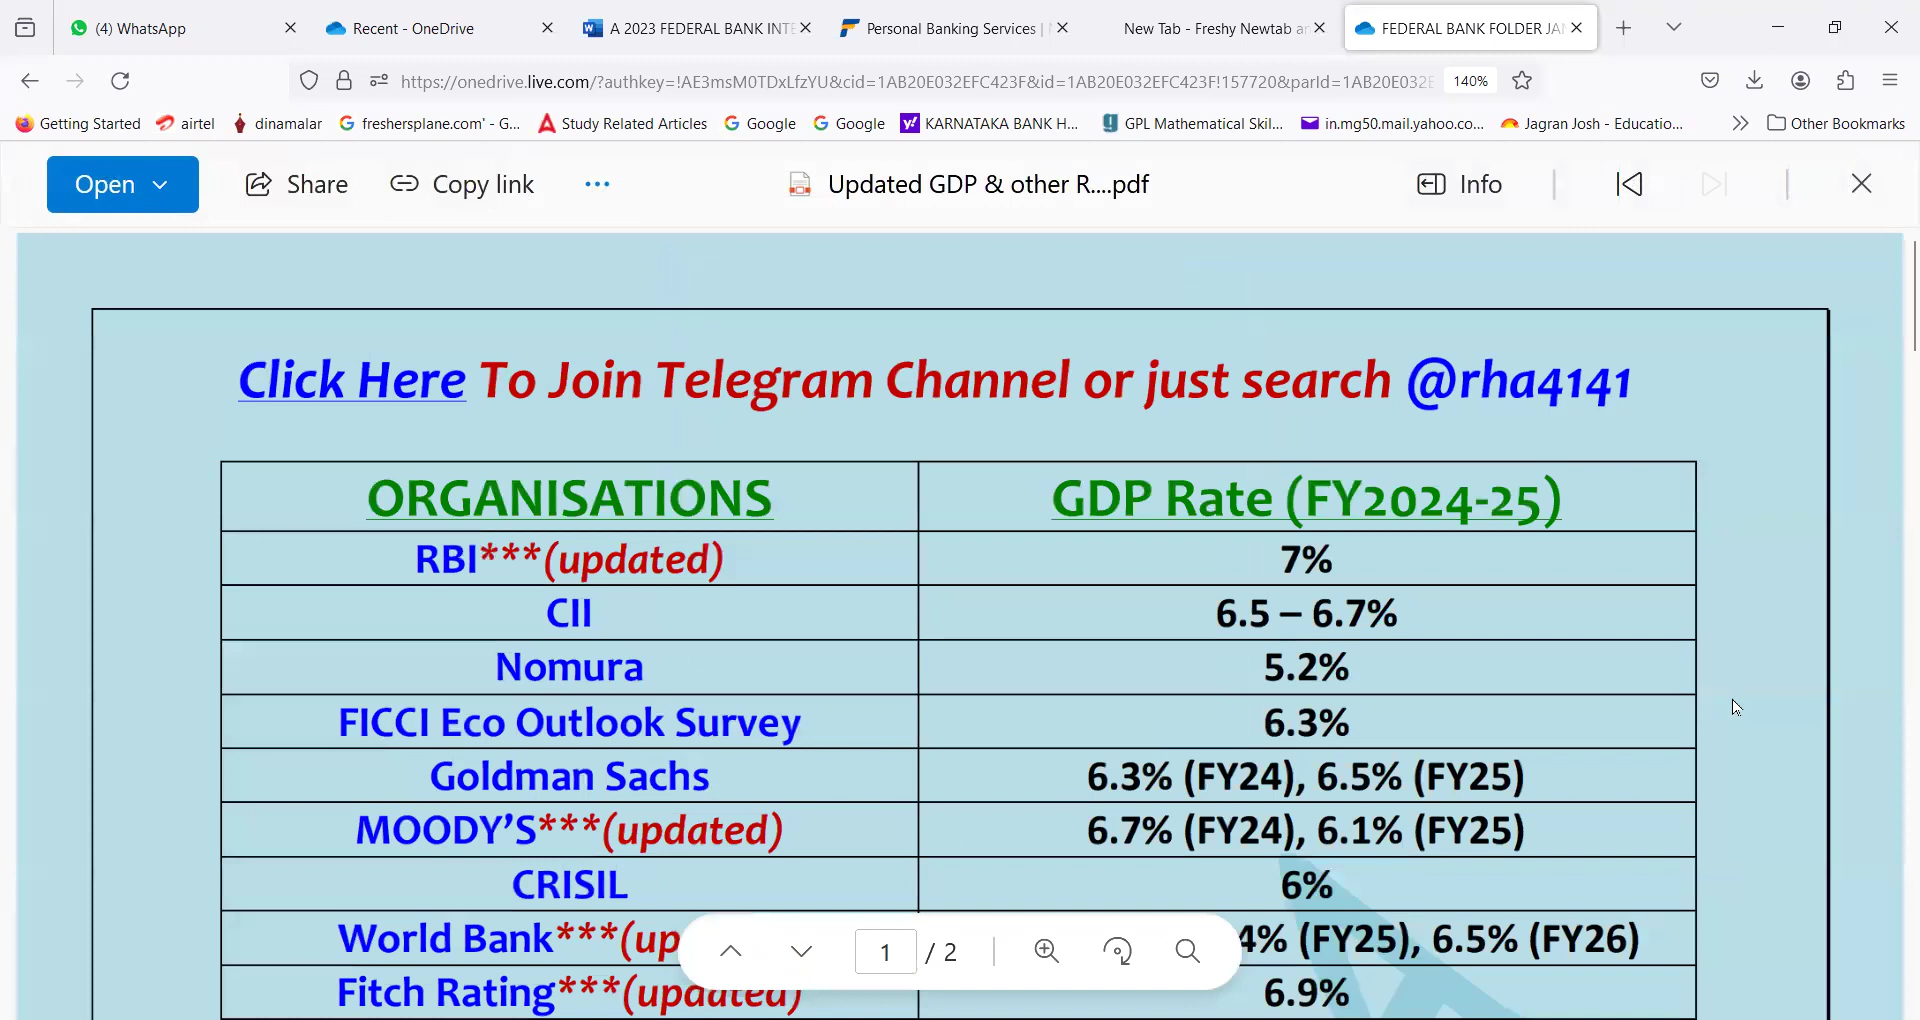 (4) WhatsApp
Recent - OneDrive
A 2023 FEDERAL BANK INTE
Personal Banking Services |
New Tab - Freshy Newtab an
FEDERAL BANK FOLDER JAN
https://onedrive.live.com/?authkey=!AE3msM0TDxLfzYU&cid=1AB20E032EFC423F&id=1AB20E032EFC423F!157720&parId=1AB20E032E
140%
Getting Started
airtel
dinamalar
freshersplane.com' - G...
Study Related Articles
Google
Google
KARNATAKA BANK H...
GPL Mathematical Skil...
in.mg50.mail.yahoo.co...
Jagran Josh - Educatio...
Other Bookmarks
Open
Share
Copy link
Updated GDP & other R....pdf
Info
Click Here To Join Telegram Channel or just search @rha4141
ORGANISATIONS GDP Rate (FY2024-25)
RBI***(updated) 7%
CII 6.5 – 6.7%
Nomura 5.2%
FICCI Eco Outlook Survey 6.3%
Goldman Sachs 6.3% (FY24), 6.5% (FY25)
MOODY'S***(updated) 6.7% (FY24), 6.1% (FY25)
CRISIL 6%
World Bank***(up 4% (FY25), 6.5% (FY26)
1 / 2
Fitch Rating***(updated) 6.9%